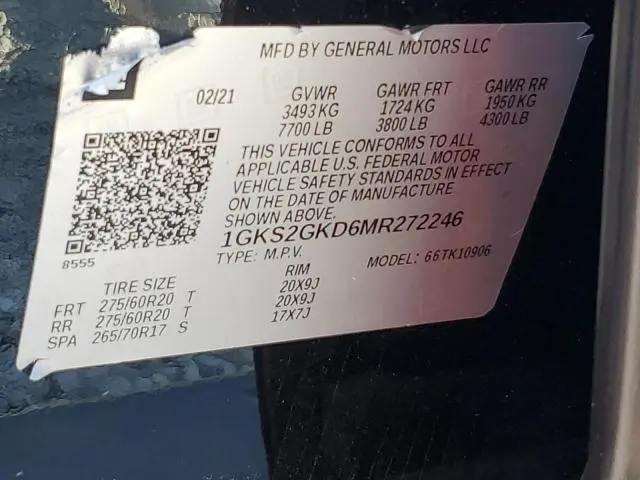 MFD BY GENERAL MOTORS LLC
02/21 GVWR GAWR FRT GAWR RR
3493 KG 1724 KG 1950 KG
7700 LB 3800 LB 4300 LB
THIS VEHICLE CONFORMS TO ALL
APPLICABLE U.S. FEDERAL MOTOR
VEHICLE SAFETY STANDARDS IN EFFECT
ON THE DATE OF MANUFACTURE
SHOWN ABOVE.
1GKS2GKD6MR272246
8555 TYPE: M.P.V. MODEL: 66TK10906
TIRE SIZE RIM
FRT 275/60R20 T 20X9J
RR 275/60R20 T 20X9J
SPA 265/70R17 S 17X7J